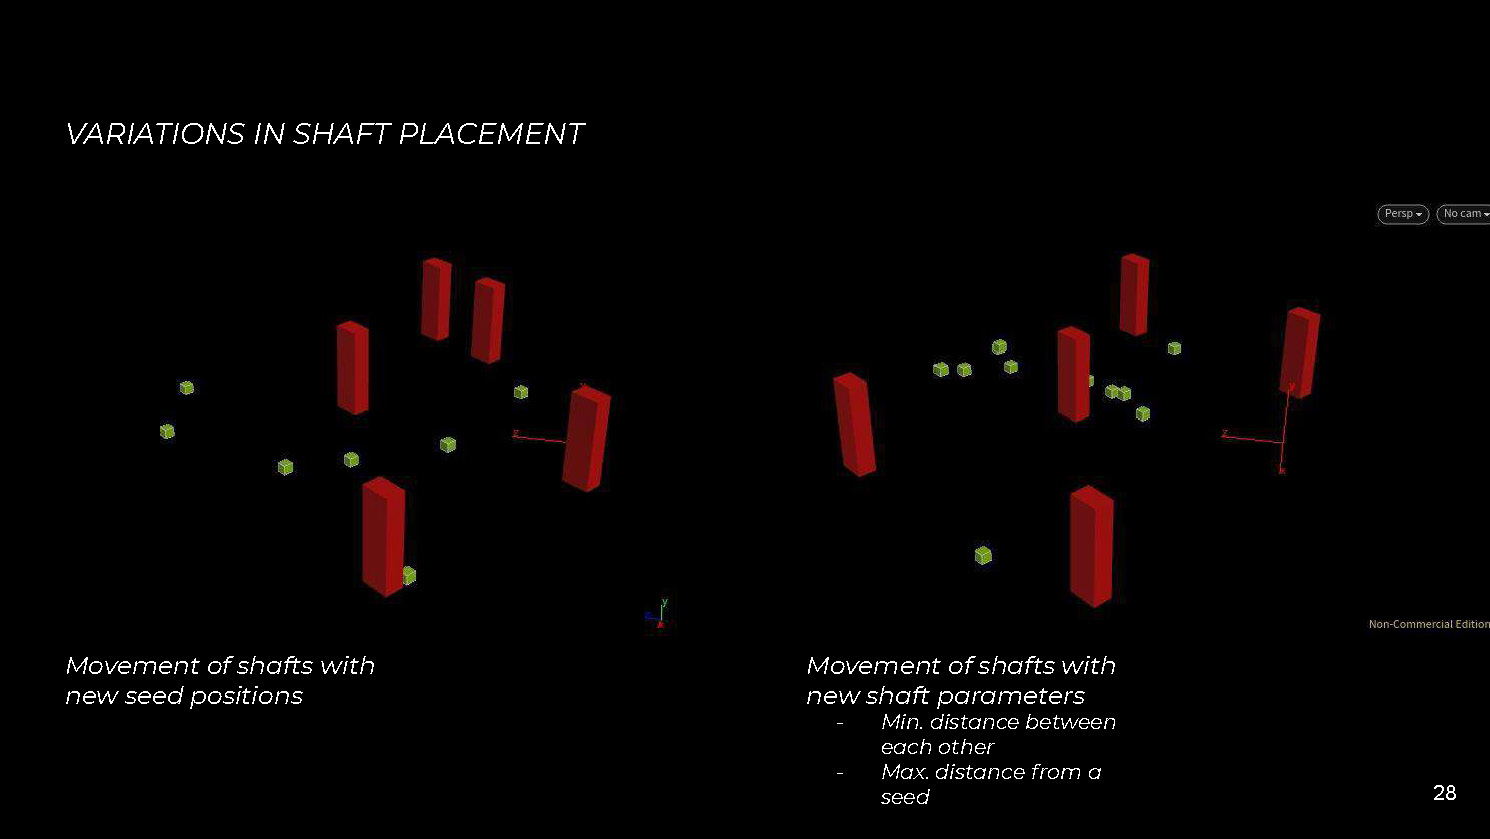 VARIATIONS IN SHAFT PLACEMENT
Persp
No cam
z
y
y
z
x
Non-Commercial Edition
Movement of shafts with
new seed positions
Movement of shafts with
new shaft parameters
- Min. distance between
each other
- Max. distance from a
seed
28